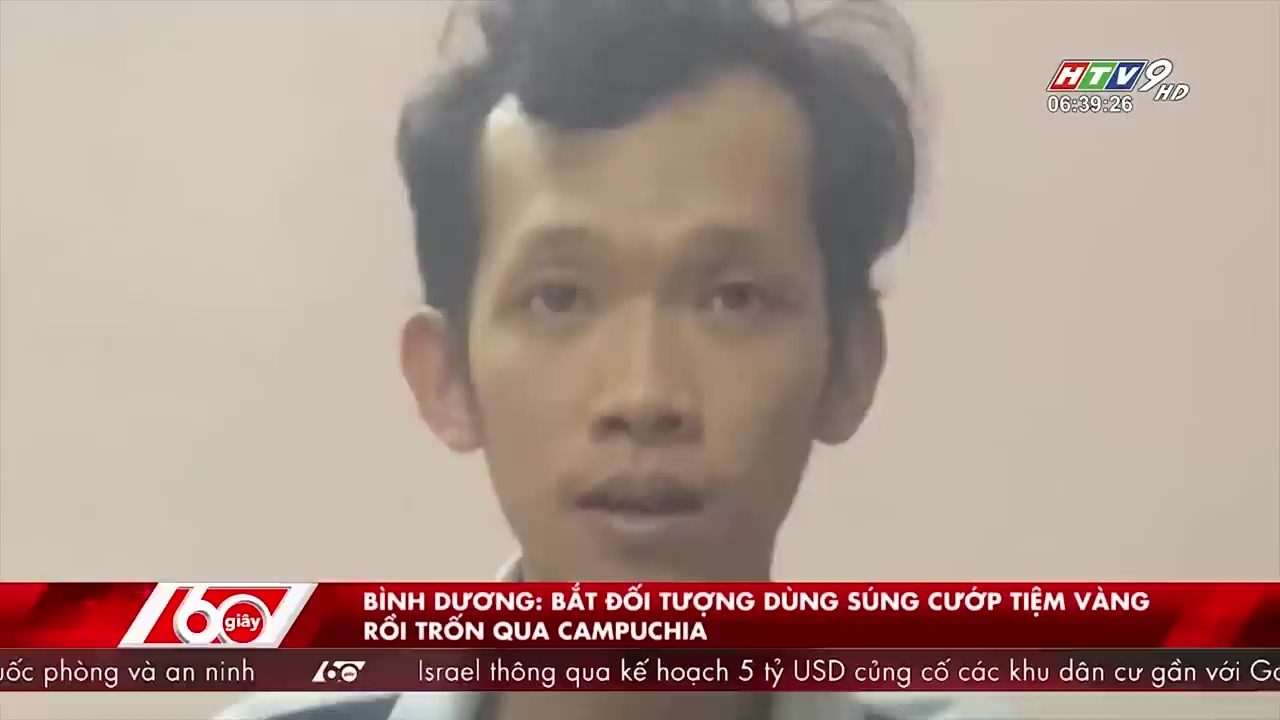 HTV9 HD
06:39:26
60 giây
BÌNH DƯƠNG: BẮT ĐỐI TƯỢNG DÙNG SÚNG CƯỚP TIỆM VÀNG
RỒI TRỐN QUA CAMPUCHIA
phòng và an ninh 60 giây Israel thông qua kế hoạch 5 tỷ USD củng cố các khu dân cư gần với